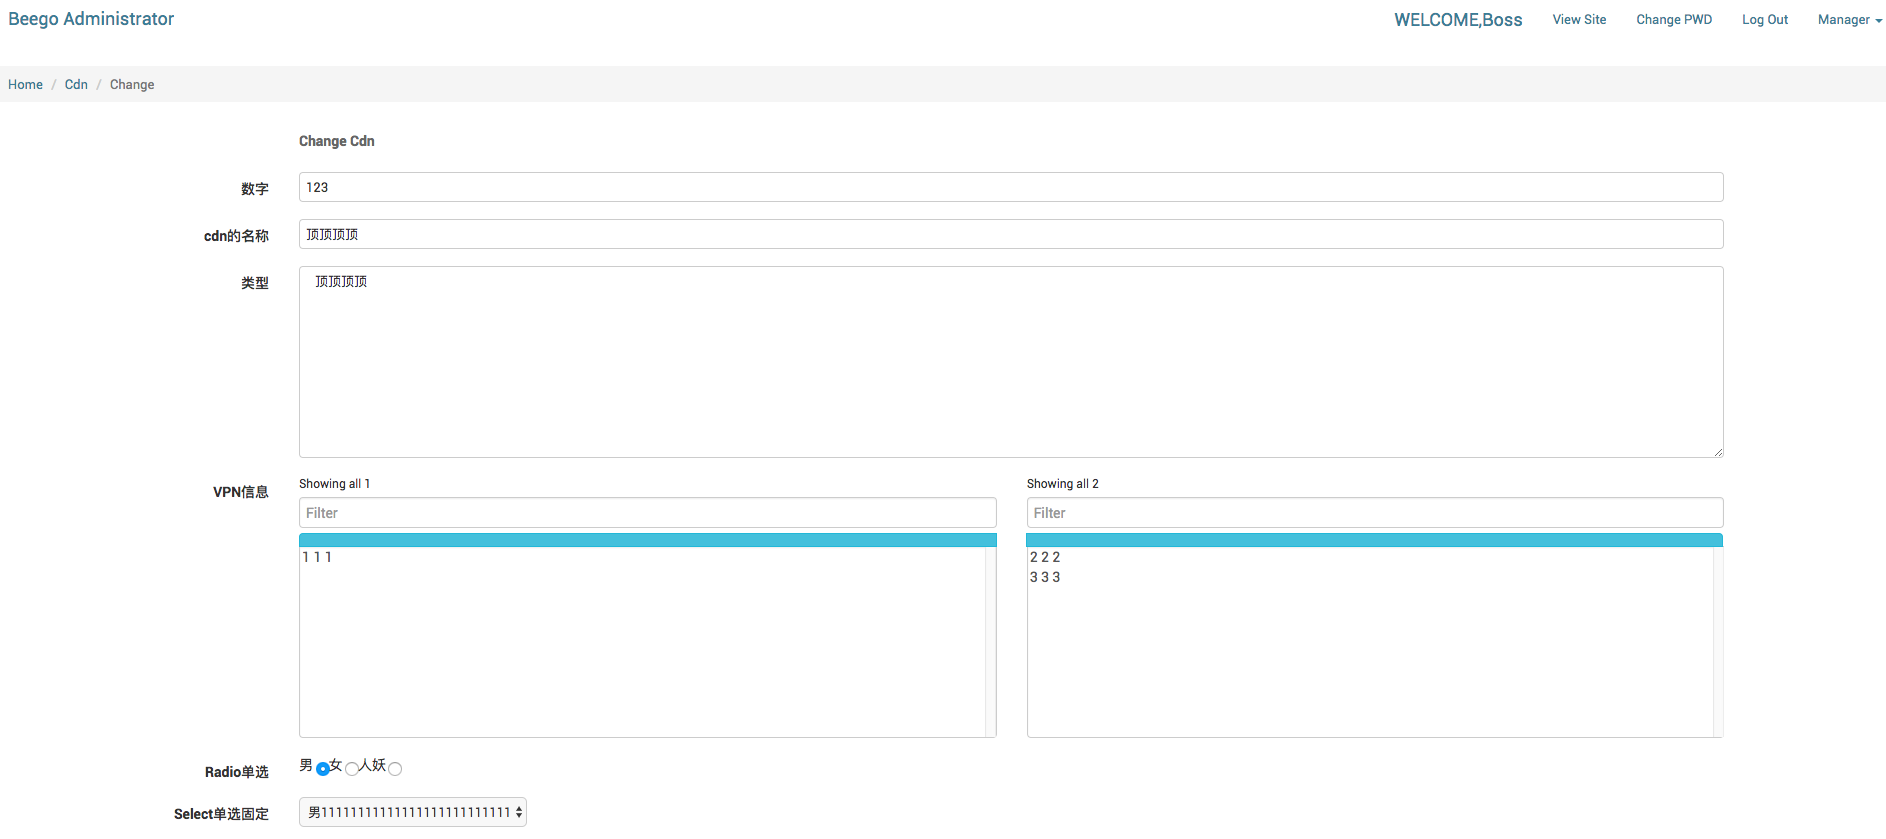 Beego Administrator
WELCOME,Boss View Site Change PWD Log Out Manager
Home / Cdn / Change
Change Cdn
数字 123
cdn的名称 顶顶顶顶
类型 顶顶顶顶
VPN信息 Showing all 1 Showing all 2
Filter Filter
1 1 1 2 2 2
3 3 3
Radio单选 男 女 人妖
Select单选固定 男11111111111111111111111111